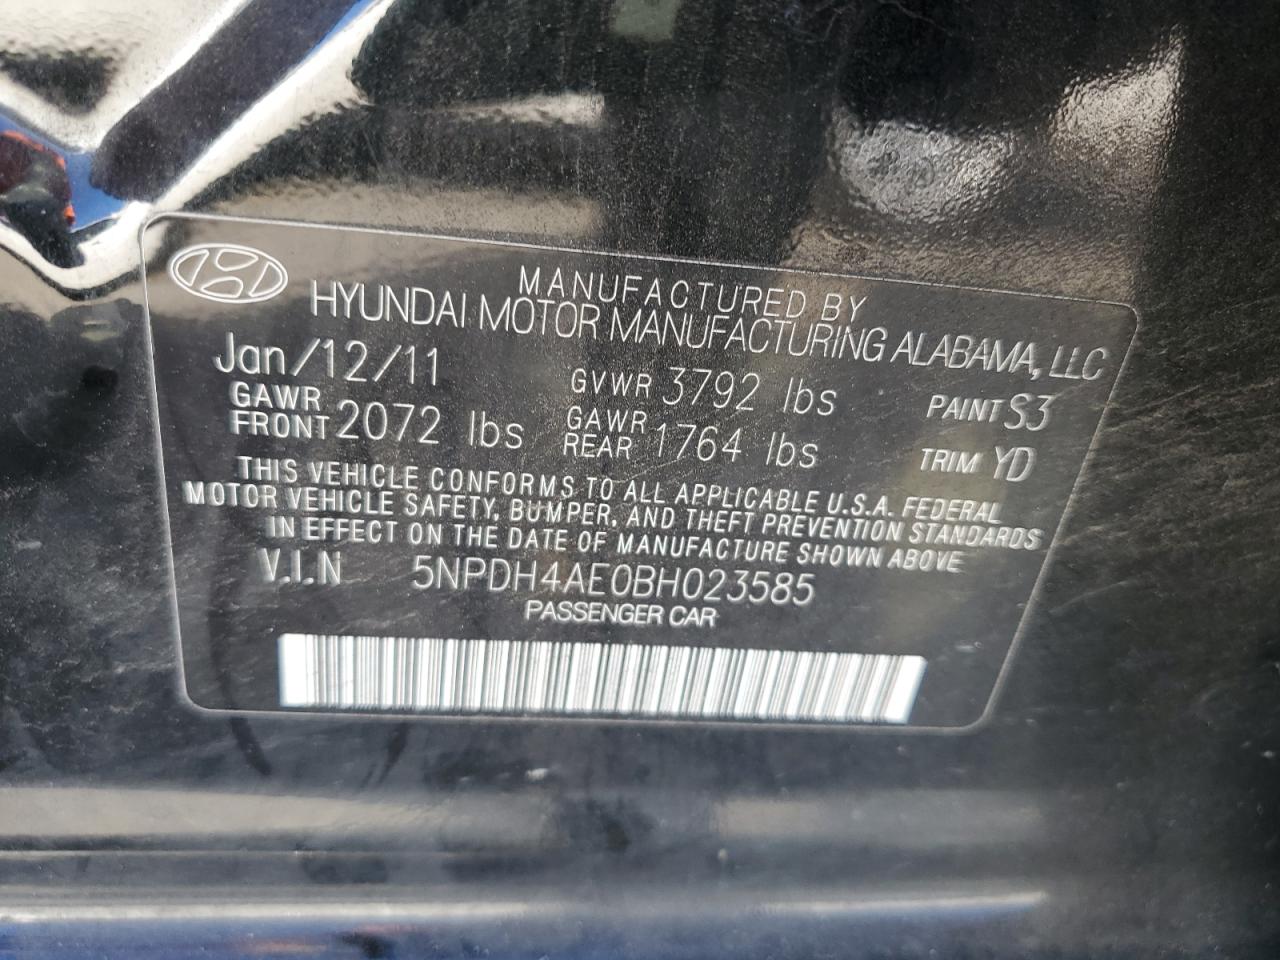 MANUFACTURED BY
HYUNDAI MOTOR MANUFACTURING ALABAMA, LLC
Jan/12/11 GVWR 3792 lbs PAINT S3
GAWR FRONT 2072 lbs GAWR REAR 1764 lbs TRIM YD
THIS VEHICLE CONFORMS TO ALL APPLICABLE U.S.A. FEDERAL
MOTOR VEHICLE SAFETY, BUMPER, AND THEFT PREVENTION STANDARDS
IN EFFECT ON THE DATE OF MANUFACTURE SHOWN ABOVE.
V.I.N 5NPDH4AE0BH023585
PASSENGER CAR